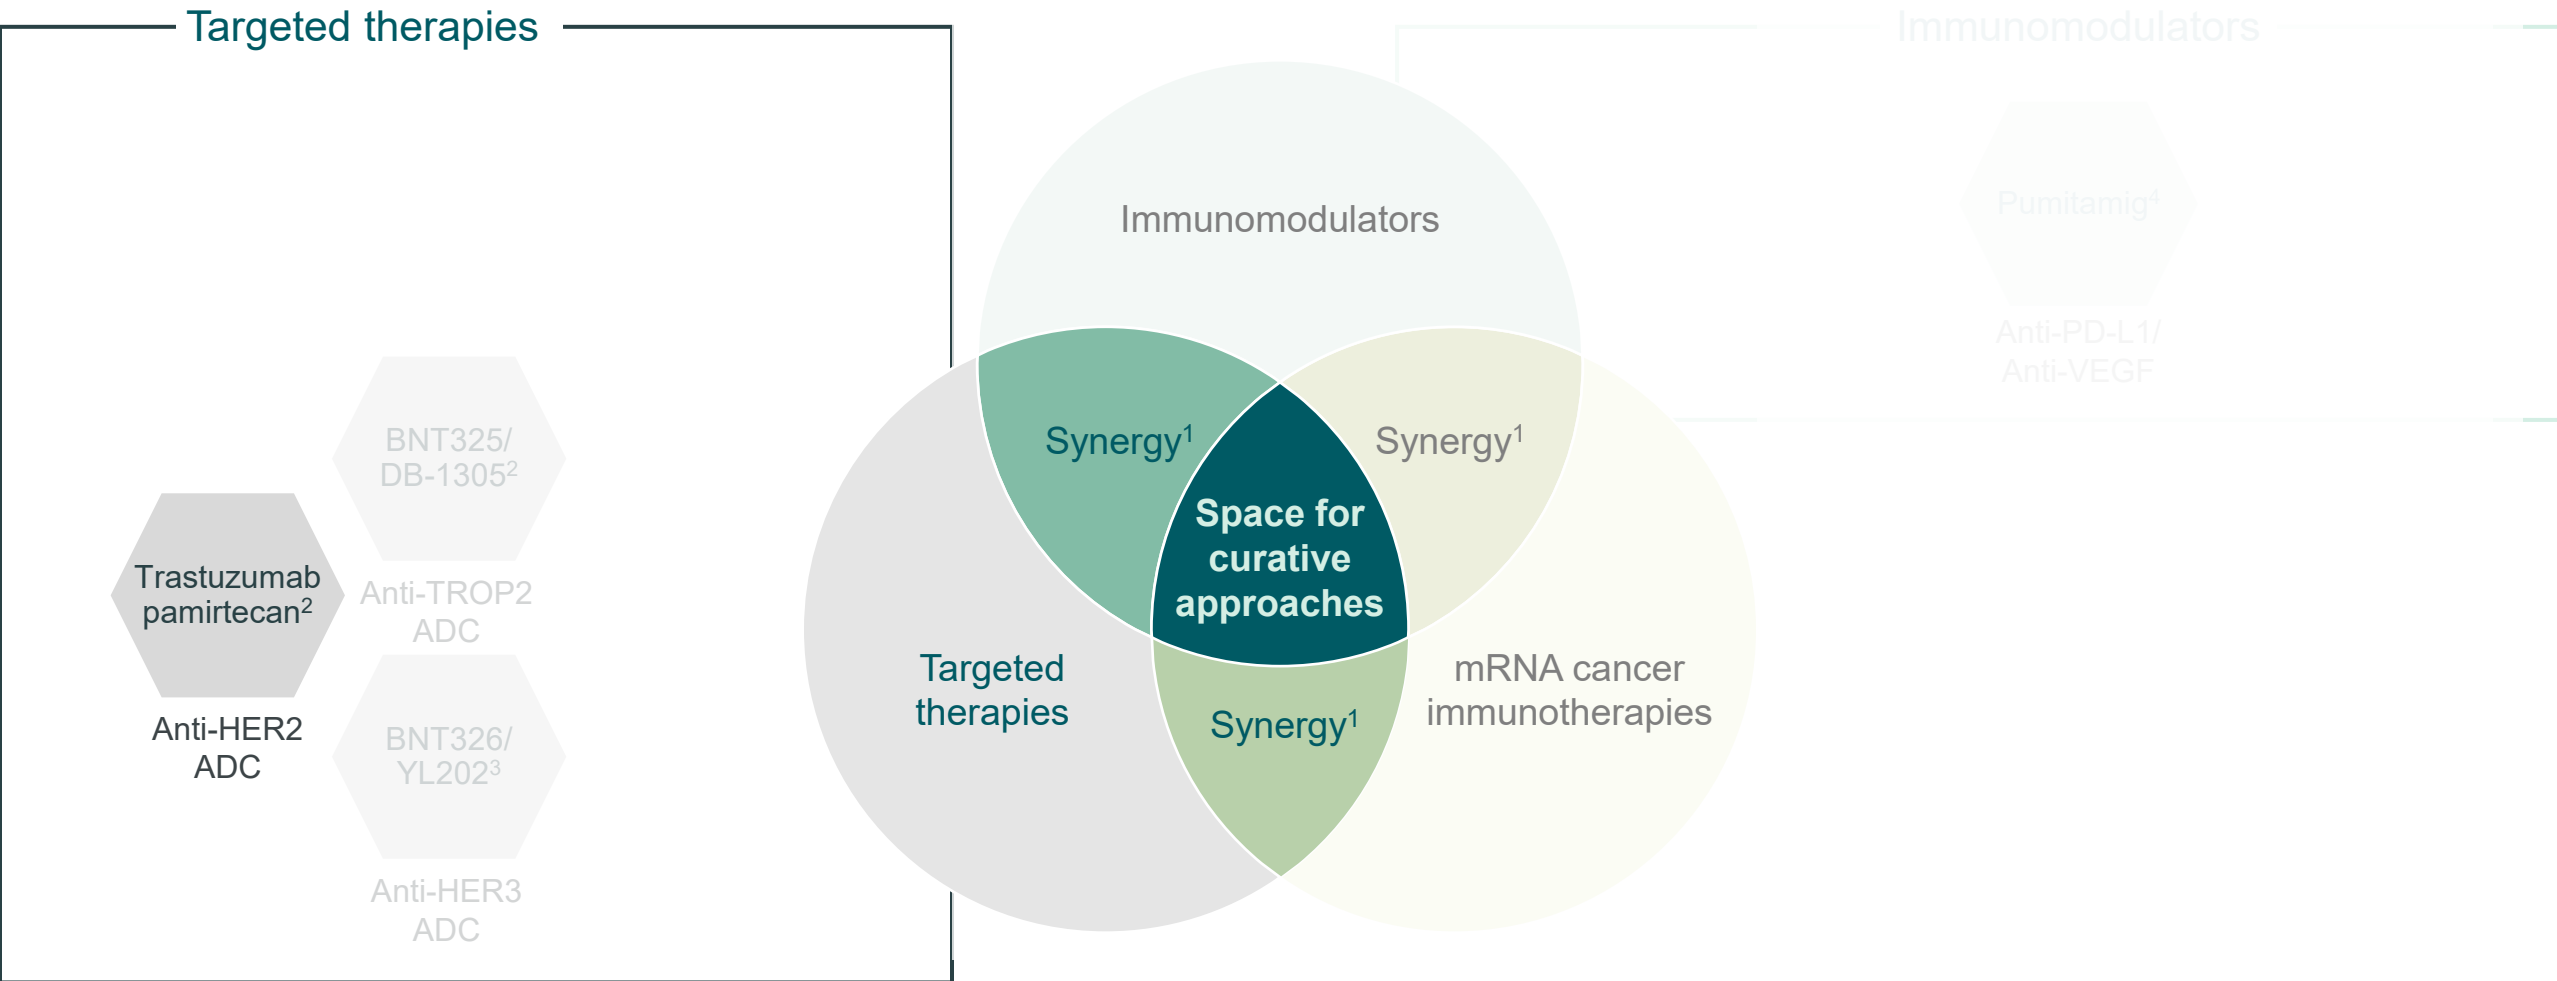 Targeted therapies
Immunomodulators
Immunomodulators
Pumitamig⁴
Anti-PD-L1/
Anti-VEGF
BNT325/
DB-1305²
Anti-TROP2
ADC
Trastuzumab
pamirtecan²
Anti-HER2
ADC
BNT326/
YL202³
Anti-HER3
ADC
Synergy¹
Synergy¹
Space for
curative
approaches
Targeted
therapies
mRNA cancer
immunotherapies
Synergy¹